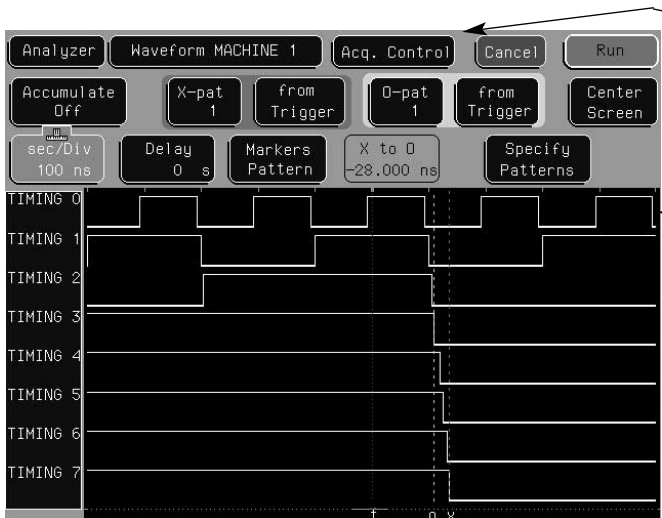 Analyzer Waveform MACHINE 1 Acq. Control Cancel Run
Accumulate Off X-pat 1 from Trigger O-pat 1 from Trigger Center Screen
sec/Div 100 ns Delay 0 s Markers Pattern X to O -28.000 ns Specify Patterns
TIMING 0
TIMING 1
TIMING 2
TIMING 3
TIMING 4
TIMING 5
TIMING 6
TIMING 7
t O X